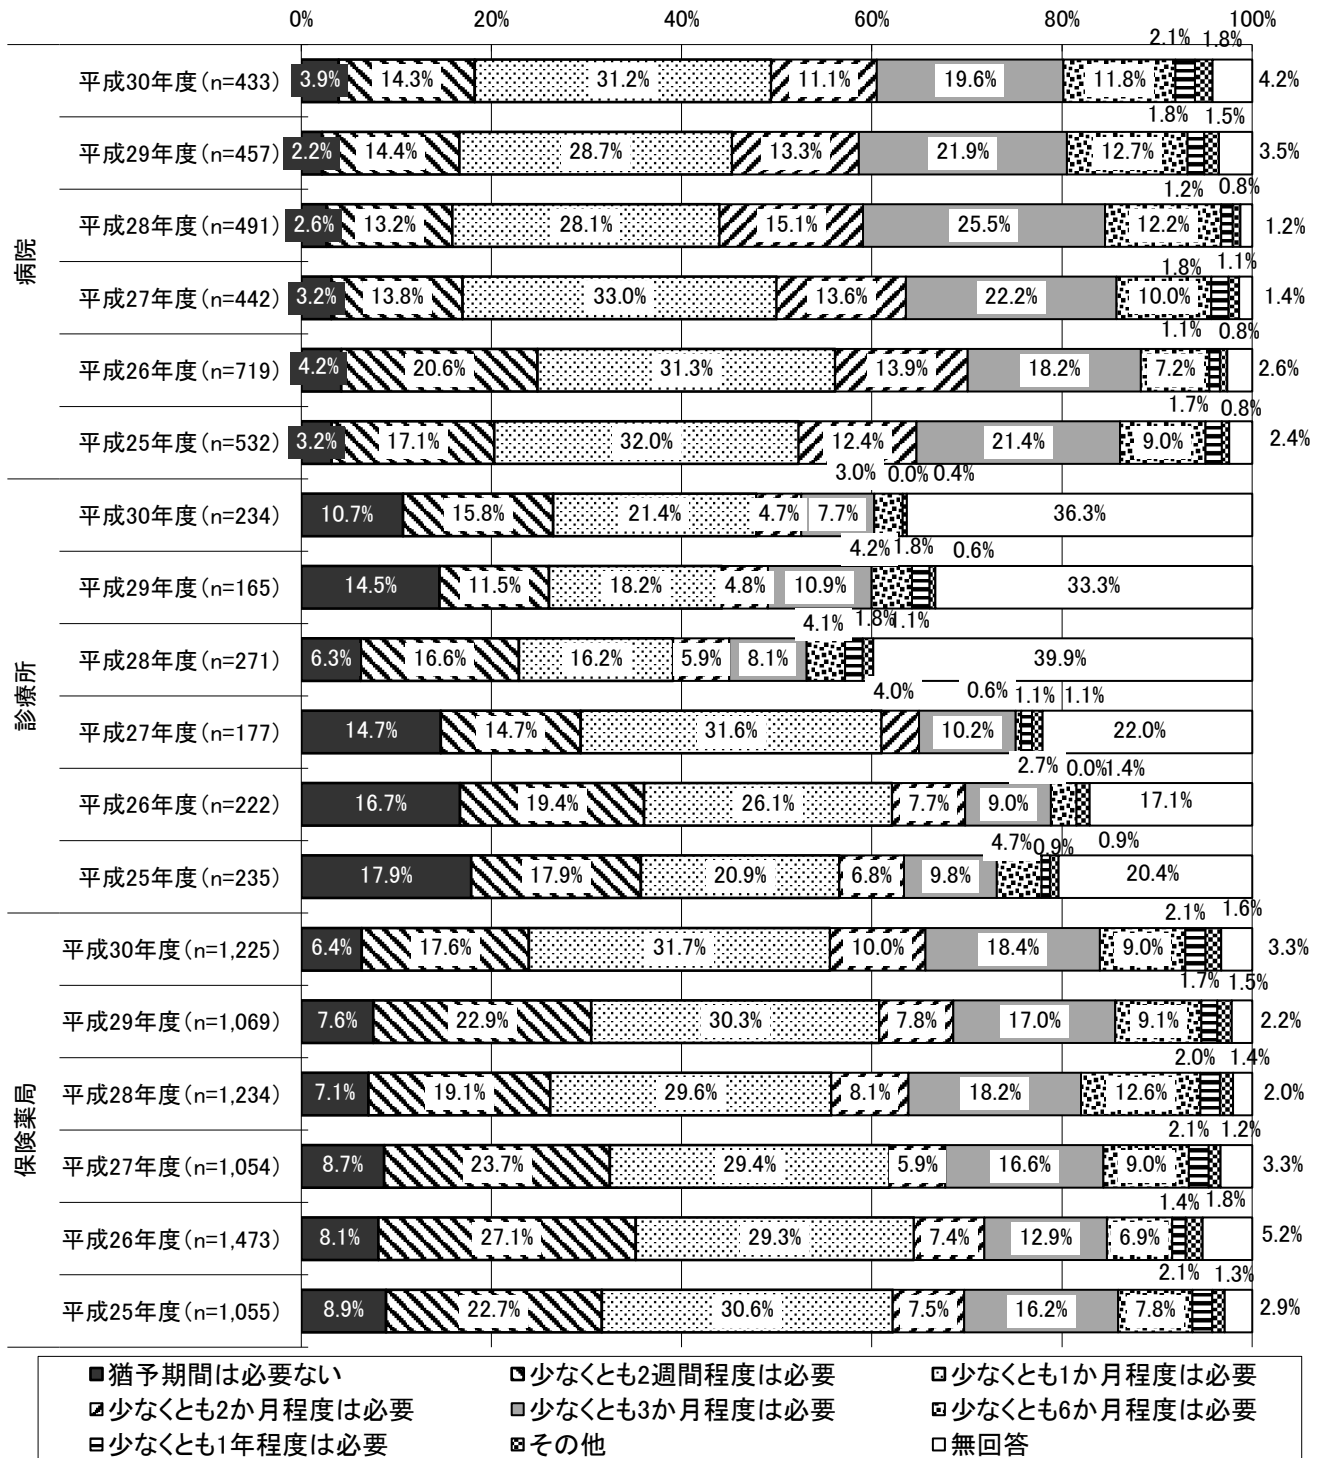 0% 20% 40% 60% 80% 100%
病院
2.1% 1.8%
平成30年度(n=433) 3.9% 14.3% 31.2% 11.1% 19.6% 11.8% 4.2%
1.8% 1.5%
平成29年度(n=457) 2.2% 14.4% 28.7% 13.3% 21.9% 12.7% 3.5%
1.2% 0.8%
平成28年度(n=491) 2.6% 13.2% 28.1% 15.1% 25.5% 12.2% 1.2%
1.8% 1.1%
平成27年度(n=442) 3.2% 13.8% 33.0% 13.6% 22.2% 10.0% 1.4%
1.1% 0.8%
平成26年度(n=719) 4.2% 20.6% 31.3% 13.9% 18.2% 7.2% 2.6%
1.7% 0.8%
平成25年度(n=532) 3.2% 17.1% 32.0% 12.4% 21.4% 9.0% 2.4%
診療所
3.0% 0.0% 0.4%
平成30年度(n=234) 10.7% 15.8% 21.4% 4.7% 7.7% 36.3%
4.2% 1.8% 0.6%
平成29年度(n=165) 14.5% 11.5% 18.2% 4.8% 10.9% 33.3%
4.1% 1.8% 1.1%
平成28年度(n=271) 6.3% 16.6% 16.2% 5.9% 8.1% 39.9%
4.0% 0.6% 1.1% 1.1%
平成27年度(n=177) 14.7% 14.7% 31.6% 10.2% 22.0%
2.7% 0.0% 1.4%
平成26年度(n=222) 16.7% 19.4% 26.1% 7.7% 9.0% 17.1%
4.7% 0.9% 0.9%
平成25年度(n=235) 17.9% 17.9% 20.9% 6.8% 9.8% 20.4%
保険薬局
2.1% 1.6%
平成30年度(n=1,225) 6.4% 17.6% 31.7% 10.0% 18.4% 9.0% 3.3%
1.7% 1.5%
平成29年度(n=1,069) 7.6% 22.9% 30.3% 7.8% 17.0% 9.1% 2.2%
2.0% 1.4%
平成28年度(n=1,234) 7.1% 19.1% 29.6% 8.1% 18.2% 12.6% 2.0%
2.1% 1.2%
平成27年度(n=1,054) 8.7% 23.7% 29.4% 5.9% 16.6% 9.0% 3.3%
1.4% 1.8%
平成26年度(n=1,473) 8.1% 27.1% 29.3% 7.4% 12.9% 6.9% 5.2%
2.1% 1.3%
平成25年度(n=1,055) 8.9% 22.7% 30.6% 7.5% 16.2% 7.8% 2.9%
猶予期間は必要ない 少なくとも2週間程度は必要 少なくとも1か月程度は必要
少なくとも2か月程度は必要 少なくとも3か月程度は必要 少なくとも6か月程度は必要
少なくとも1年程度は必要 その他 無回答